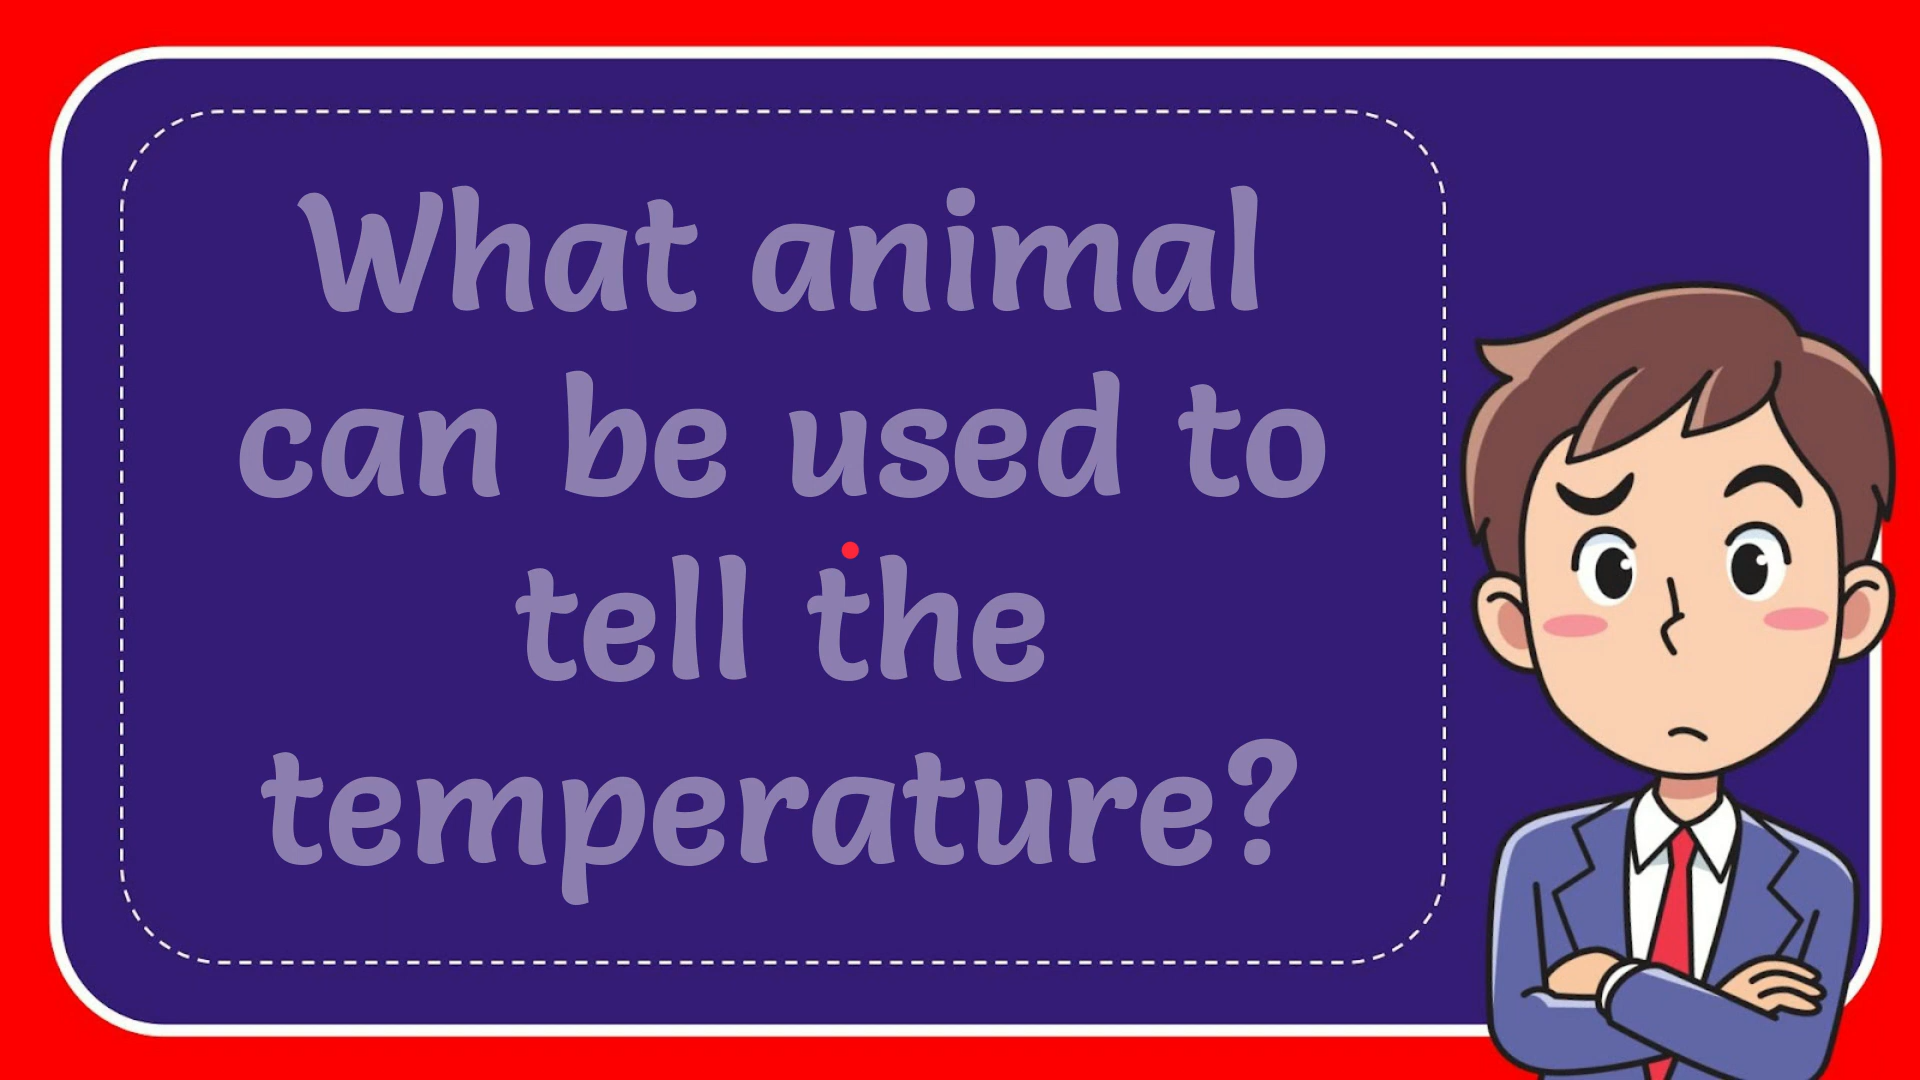 What animal
can be used to
tell the
temperature?